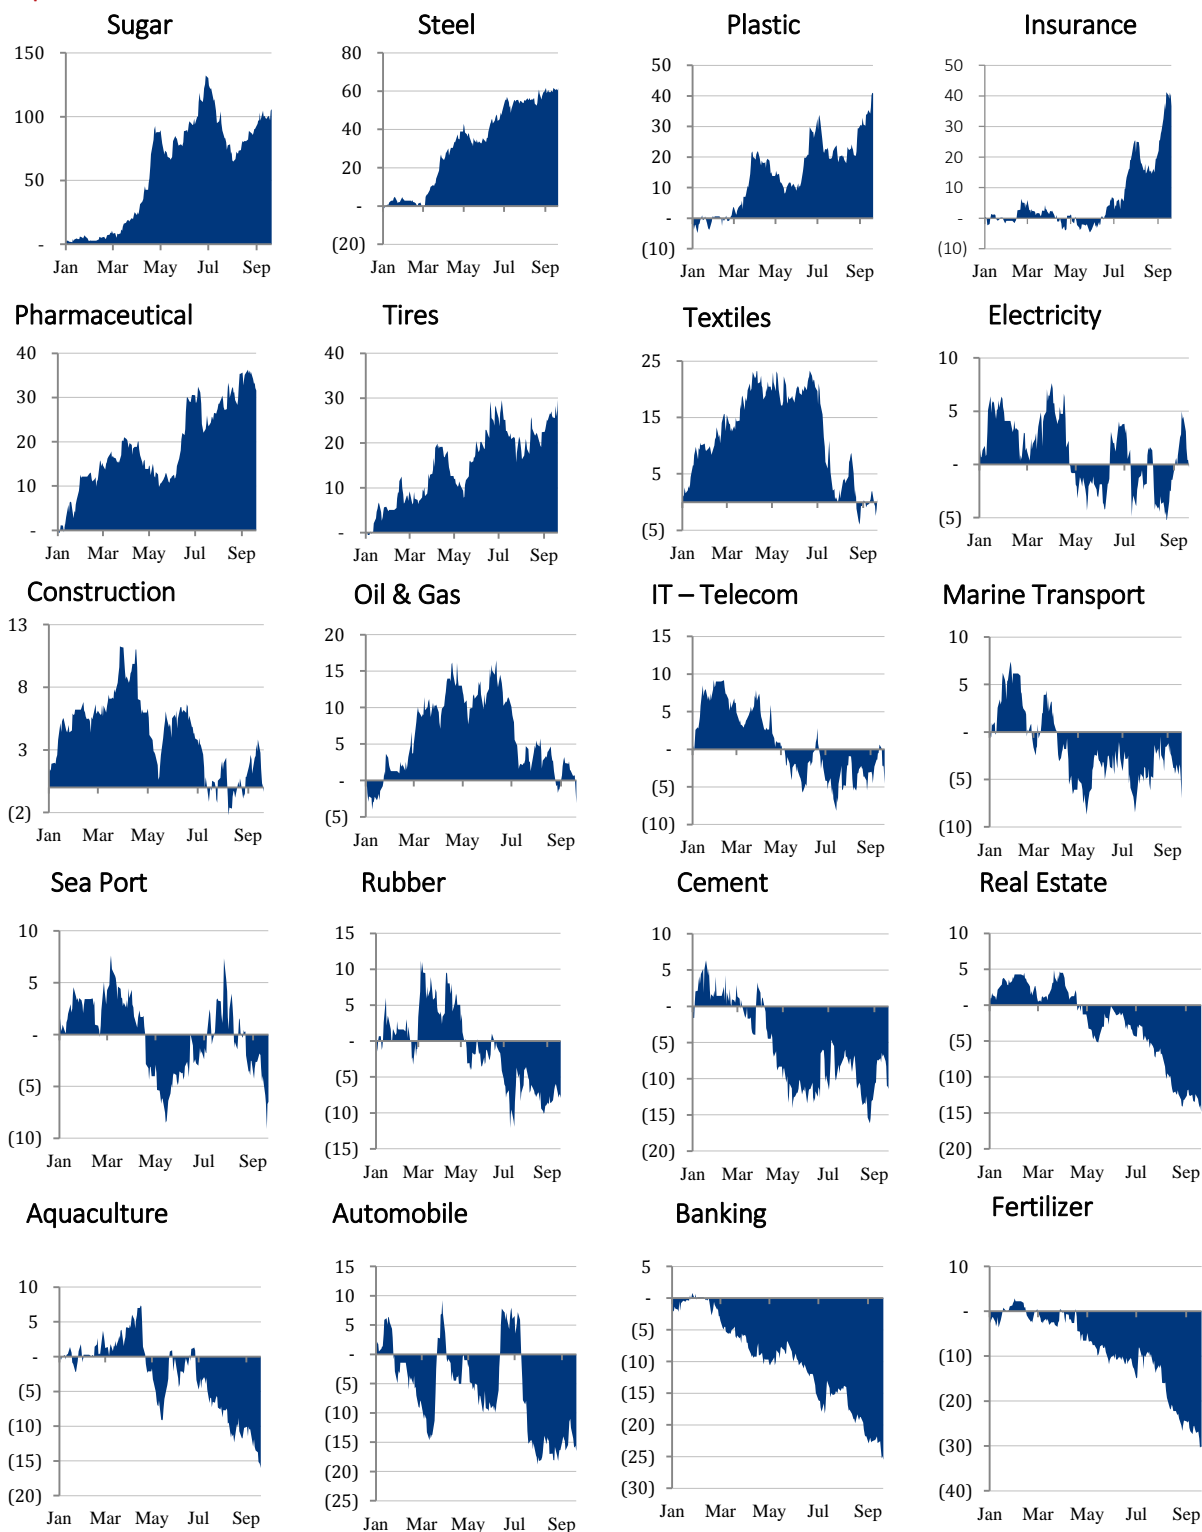 Sugar
150
100
50
-
Jan Mar May Jul Sep
Steel
80
60
40
20
-
(20)
Jan Mar May Jul Sep
Plastic
50
40
30
20
10
-
(10)
Jan Mar May Jul Sep
Insurance
50
40
30
20
10
-
(10)
Jan Mar May Jul Sep
Pharmaceutical
40
30
20
10
-
Jan Mar May Jul Sep
Tires
40
30
20
10
-
Jan Mar May Jul Sep
Textiles
25
15
5
(5)
Jan Mar May Jul Sep
Electricity
10
5
-
(5)
Jan Mar May Jul Sep
Construction
13
8
3
(2)
Jan Mar May Jul Sep
Oil & Gas
20
15
10
5
-
(5)
Jan Mar May Jul Sep
IT – Telecom
15
10
5
-
(5)
(10)
Jan Mar May Jul Sep
Marine Transport
10
5
-
(5)
(10)
Jan Mar May Jul Sep
Sea Port
10
5
-
(5)
(10)
Jan Mar May Jul Sep
Rubber
15
10
5
-
(5)
(10)
(15)
Jan Mar May Jul Sep
Cement
10
5
-
(5)
(10)
(15)
(20)
Jan Mar May Jul Sep
Real Estate
10
5
-
(5)
(10)
(15)
(20)
Jan Mar May Jul Sep
Aquaculture
10
5
-
(5)
(10)
(15)
(20)
Jan Mar May Jul Sep
Automobile
15
10
5
-
(5)
(10)
(15)
(20)
(25)
Jan Mar May Jul Sep
Banking
5
-
(5)
(10)
(15)
(20)
(25)
(30)
Jan Mar May Jul Sep
Fertilizer
10
-
(10)
(20)
(30)
(40)
Jan Mar May Jul Sep